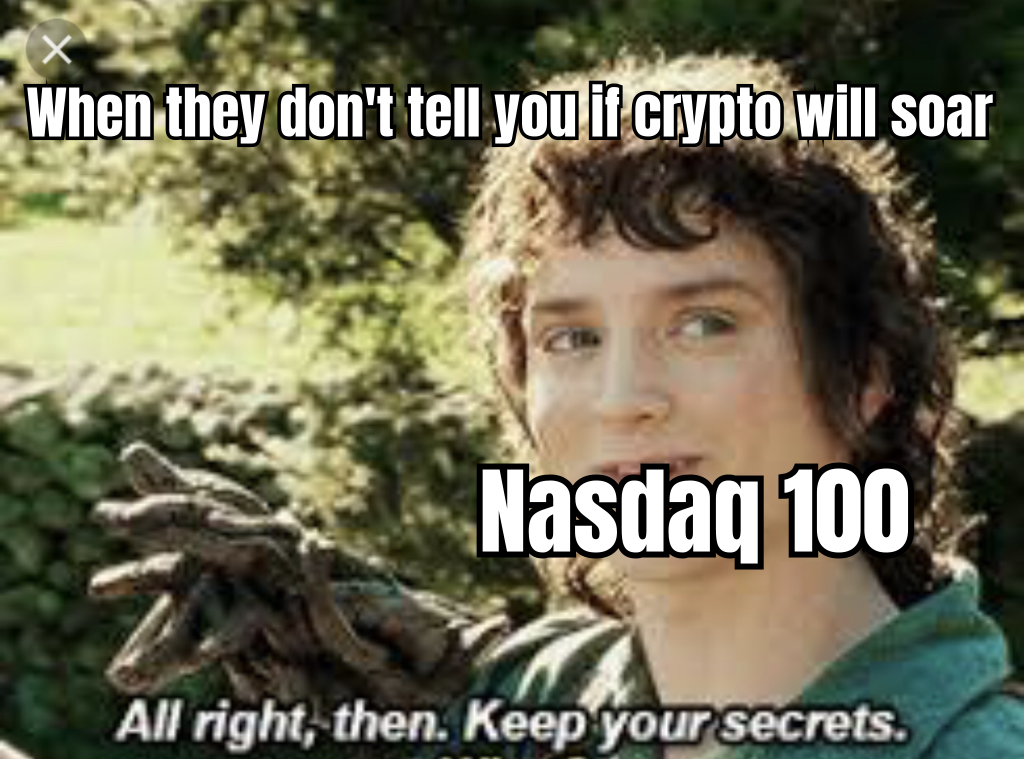 When they don't tell you if crypto will soar
Nasdaq 100
All right, then. Keep your secrets.